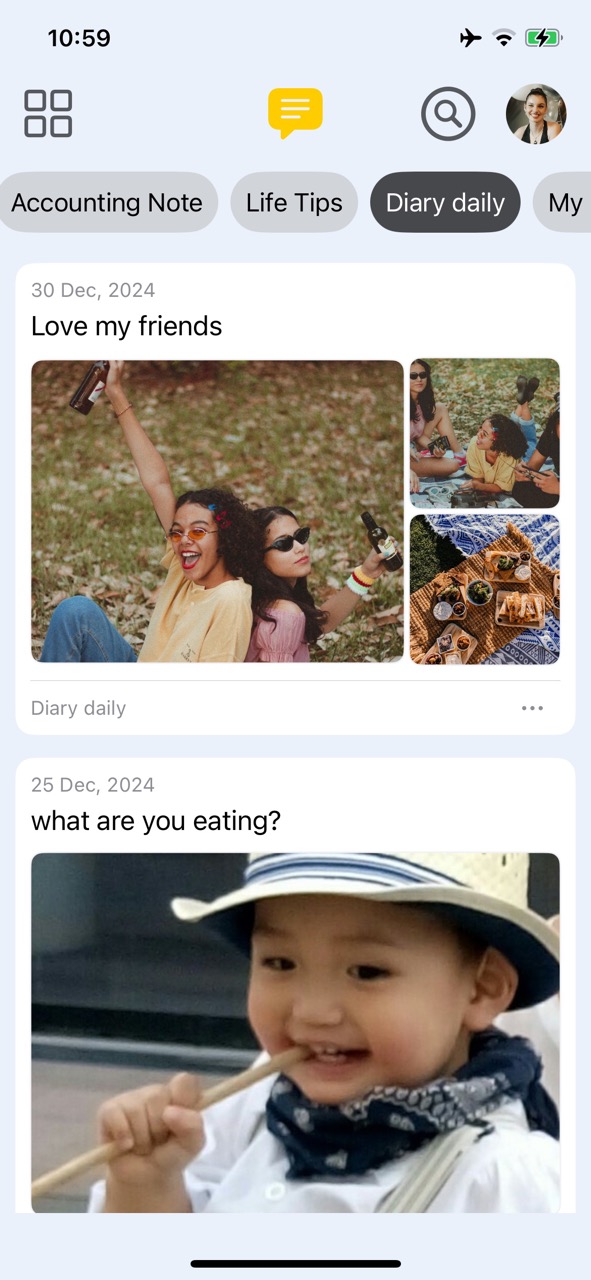 10:59
Accounting Note
Life Tips
Diary daily
My
30 Dec, 2024
Love my friends
Diary daily
25 Dec, 2024
what are you eating?